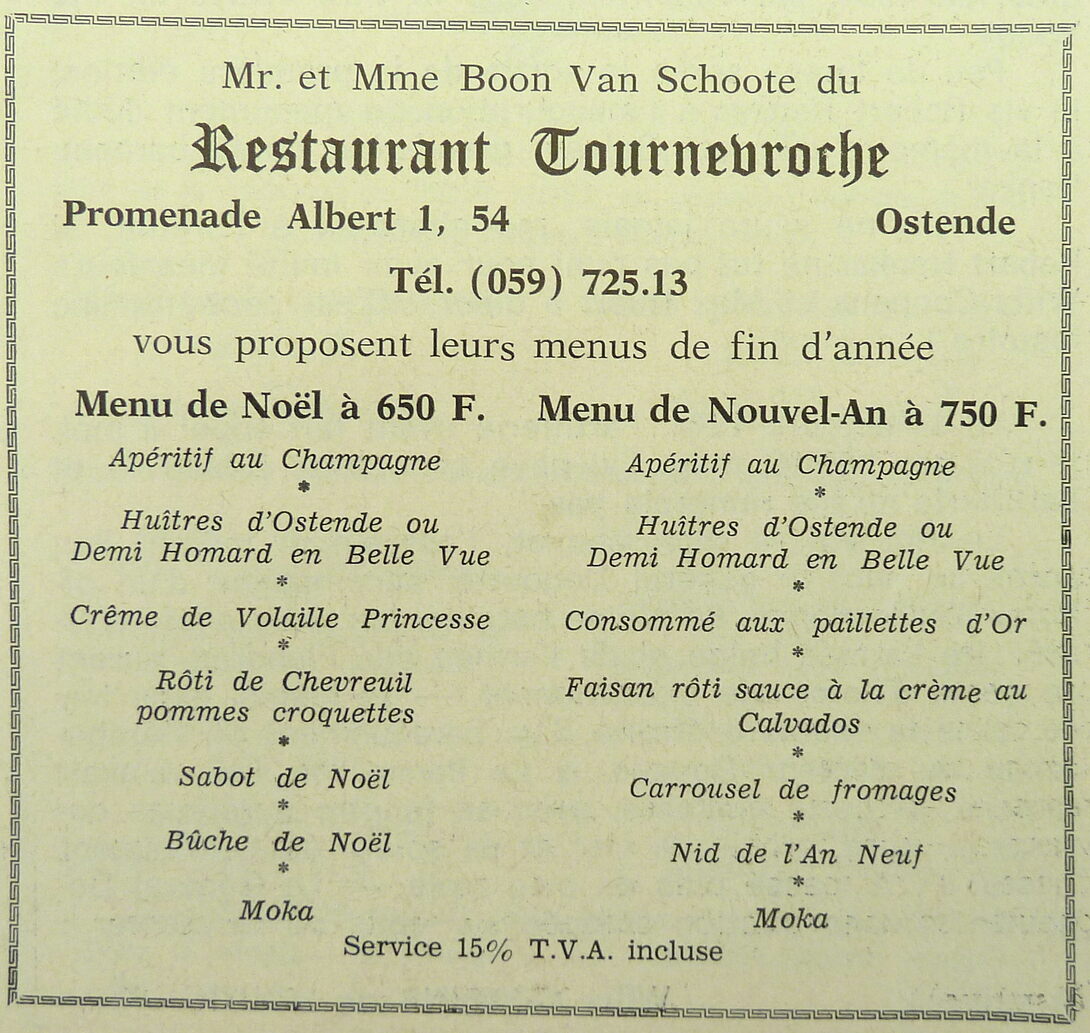 Mr. et Mme Boon Van Schoote du
Restaurant Tournebroche
Promenade Albert 1, 54 Ostende
Tél. (059) 725.13
vous proposent leurs menus de fin d'année
Menu de Noël à 650 F.
Apéritif au Champagne
*
Huîtres d'Ostende ou
Demi Homard en Belle Vue
*
Crême de Volaille Princesse
*
Rôti de Chevreuil
pommes croquettes
*
Sabot de Noël
*
Bûche de Noël
*
Moka
Menu de Nouvel-An à 750 F.
Apéritif au Champagne
*
Huîtres d'Ostende ou
Demi Homard en Belle Vue
*
Consommé aux paillettes d'Or
*
Faisan rôti sauce à la crème au
Calvados
*
Carrousel de fromages
*
Nid de l'An Neuf
*
Moka
Service 15% T.V.A. incluse